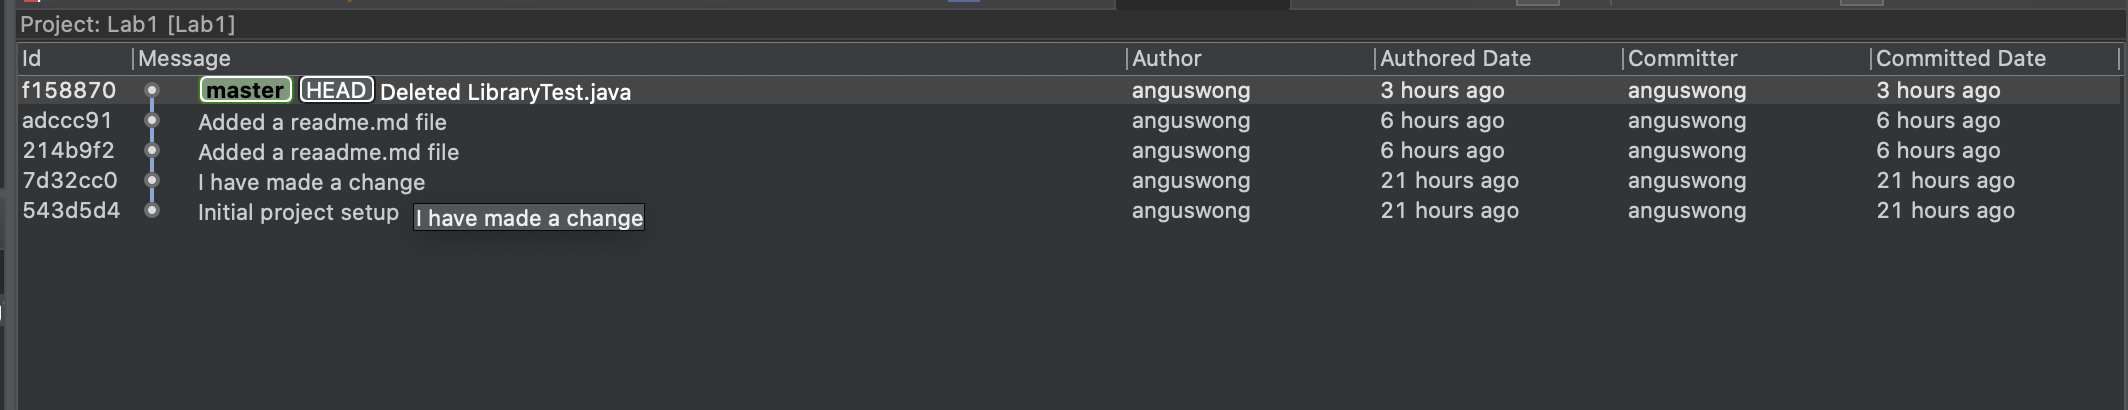 Project: Lab1 [Lab1]
Id Message Author Authored Date Committer Committed Date
f158870 master HEAD Deleted LibraryTest.java anguswong 3 hours ago anguswong 3 hours ago
adccc91 Added a readme.md file anguswong 6 hours ago anguswong 6 hours ago
214b9f2 Added a reaadme.md file anguswong 6 hours ago anguswong 6 hours ago
7d32cc0 I have made a change anguswong 21 hours ago anguswong 21 hours ago
543d5d4 Initial project setup I have made a change anguswong 21 hours ago anguswong 21 hours ago